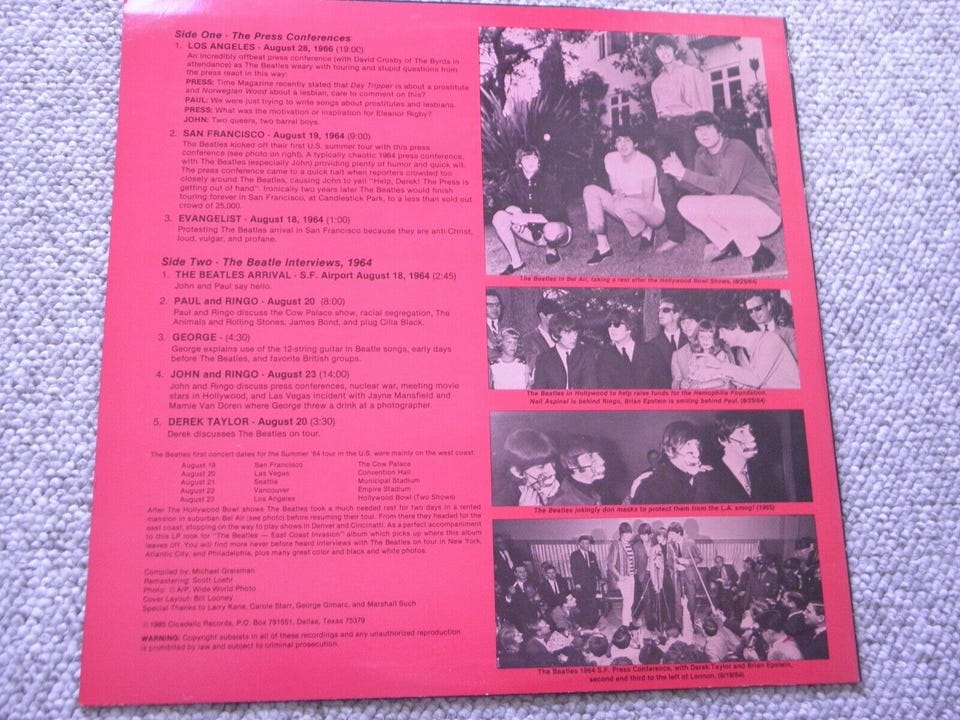 Side One - The Press Conferences
1. LOS ANGELES - August 28, 1966 (19:00)
An incredibly offbeat press conference (with David Crosby of The Byrds in
attendance) as The Beatles weary with touring and stupid questions from
the press react in this way:
PRESS: Time Magazine recently stated that Day Tripper is about a prostitute
and Norwegian Wood about a lesbian, care to comment on this?
PAUL: We were just trying to write songs about prostitutes and lesbians.
PRESS: What was the motivation or inspiration for Eleanor Rigby?
JOHN: Two queers, two barrel boys.
2. SAN FRANCISCO - August 19, 1964 (9:00)
The Beatles kicked off their first U.S. summer tour with this press
conference (see photo on right). A typically chaotic 1964 press conference,
with The Beatles (especially John) providing plenty of humor and quick wit.
The press conference came to a quick halt when reporters crowded too
closely around The Beatles, causing John to yell "Help, Derek! The Press is
getting out of hand". Ironically two years later The Beatles would finish
touring forever in San Francisco, at Candlestick Park, to a less than sold out
crowd of 25,000.
3. EVANGELIST - August 18, 1964 (1:00)
Protesting The Beatles arrival in San Francisco because they are anti-Christ,
loud, vulgar, and profane.
Side Two - The Beatle Interviews, 1964
1. THE BEATLES ARRIVAL - S.F. Airport August 18, 1964 (2:45)
John and Paul say hello.
2. PAUL and RINGO - August 20 (8:00)
Paul and Ringo discuss the Cow Palace show, racial segregation, The
Animals and Rolling Stones, James Bond, and plug Cilla Black.
3. GEORGE - (4:30)
George explains use of the 12-string guitar in Beatle songs, early days
before The Beatles, and favorite British groups.
4. JOHN and RINGO - August 23 (14:00)
John and Ringo discuss press conferences, nuclear war, meeting movie
stars in Hollywood, and Las Vegas incident with Jayne Mansfield and
Mamie Van Doren where George threw a drink at a photographer.
5. DEREK TAYLOR - August 20 (3:30)
Derek discusses The Beatles on tour.
The Beatles first concert dates for the Summer '64 tour in the U.S. were mainly on the west coast.
August 19 San Francisco The Cow Palace
August 20 Las Vegas Convention Hall
August 21 Seattle Municipal Stadium
August 22 Vancouver Empire Stadium
August 23 Los Angeles Hollywood Bowl (Two Shows)
After The Hollywood Bowl shows The Beatles took a much needed rest for two days in a rented
mansion in suburban Bel Air (see photo) before resuming their tour. From there they headed for the
east coast, stopping on the way to play shows in Denver and Cincinatti. As a perfect accompaniment
to this LP look for "The Beatles — East Coast Invasion" album which picks up where this album
leaves off. You will find more never before heard interviews with The Beatles on tour in New York,
Atlantic City, and Philadelphia, plus many great color and black and white photos.
Compiled by: Michael Greisman
Remastering: Scott Loehr
Photo: © A/P, Wide World Photo
Cover Layout: Bill Looney
Special Thanks to Larry Kane, Carole Starr, George Gimarc, and Marshall Such
© 1985 Cicadelic Records, P.O. Box 791551, Dallas, Texas 75379
WARNING: Copyright subsists in all of these recordings and any unauthorized reproduction
is prohibited by law and subject to criminal prosecution.
The Beatles in Bel Air, taking a rest after the Hollywood Bowl Shows. (8/25/64)
The Beatles in Hollywood to help raise funds for the Hemophilia Foundation.
Neil Aspinal is behind Ringo, Brian Epstein is smiling behind Paul. (8/25/64)
The Beatles jokingly don masks to protect them from the L.A. smog! (1965)
The Beatles 1964 S.F. Press Conference, with Derek Taylor and Brian Epstein,
second and third to the left of Lennon. (8/19/64)